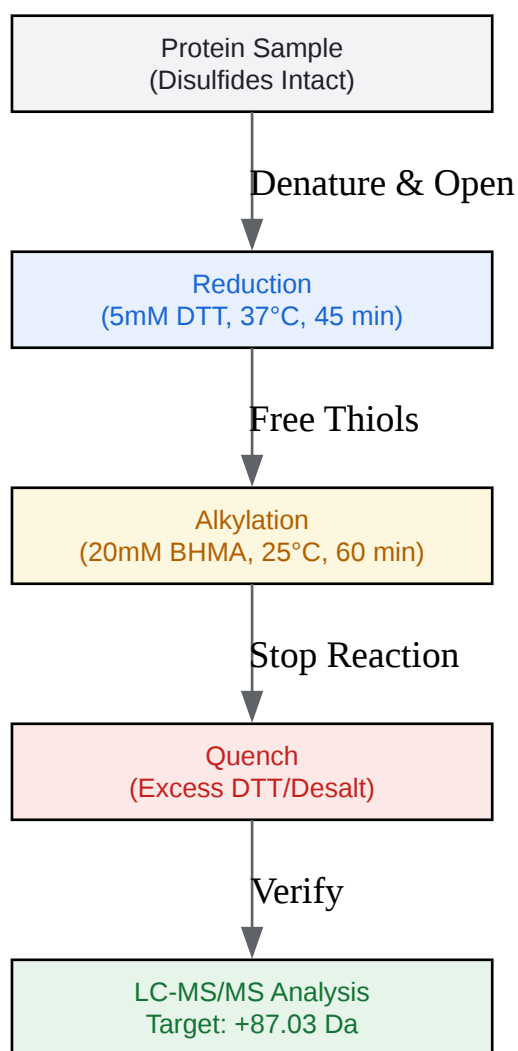 Protein Sample
(Disulfides Intact)
Denature & Open
Reduction
(5mM DTT, 37°C, 45 min)
Free Thiols
Alkylation
(20mM BHMA, 25°C, 60 min)
Stop Reaction
Quench
(Excess DTT/Desalt)
Verify
LC-MS/MS Analysis
Target: +87.03 Da